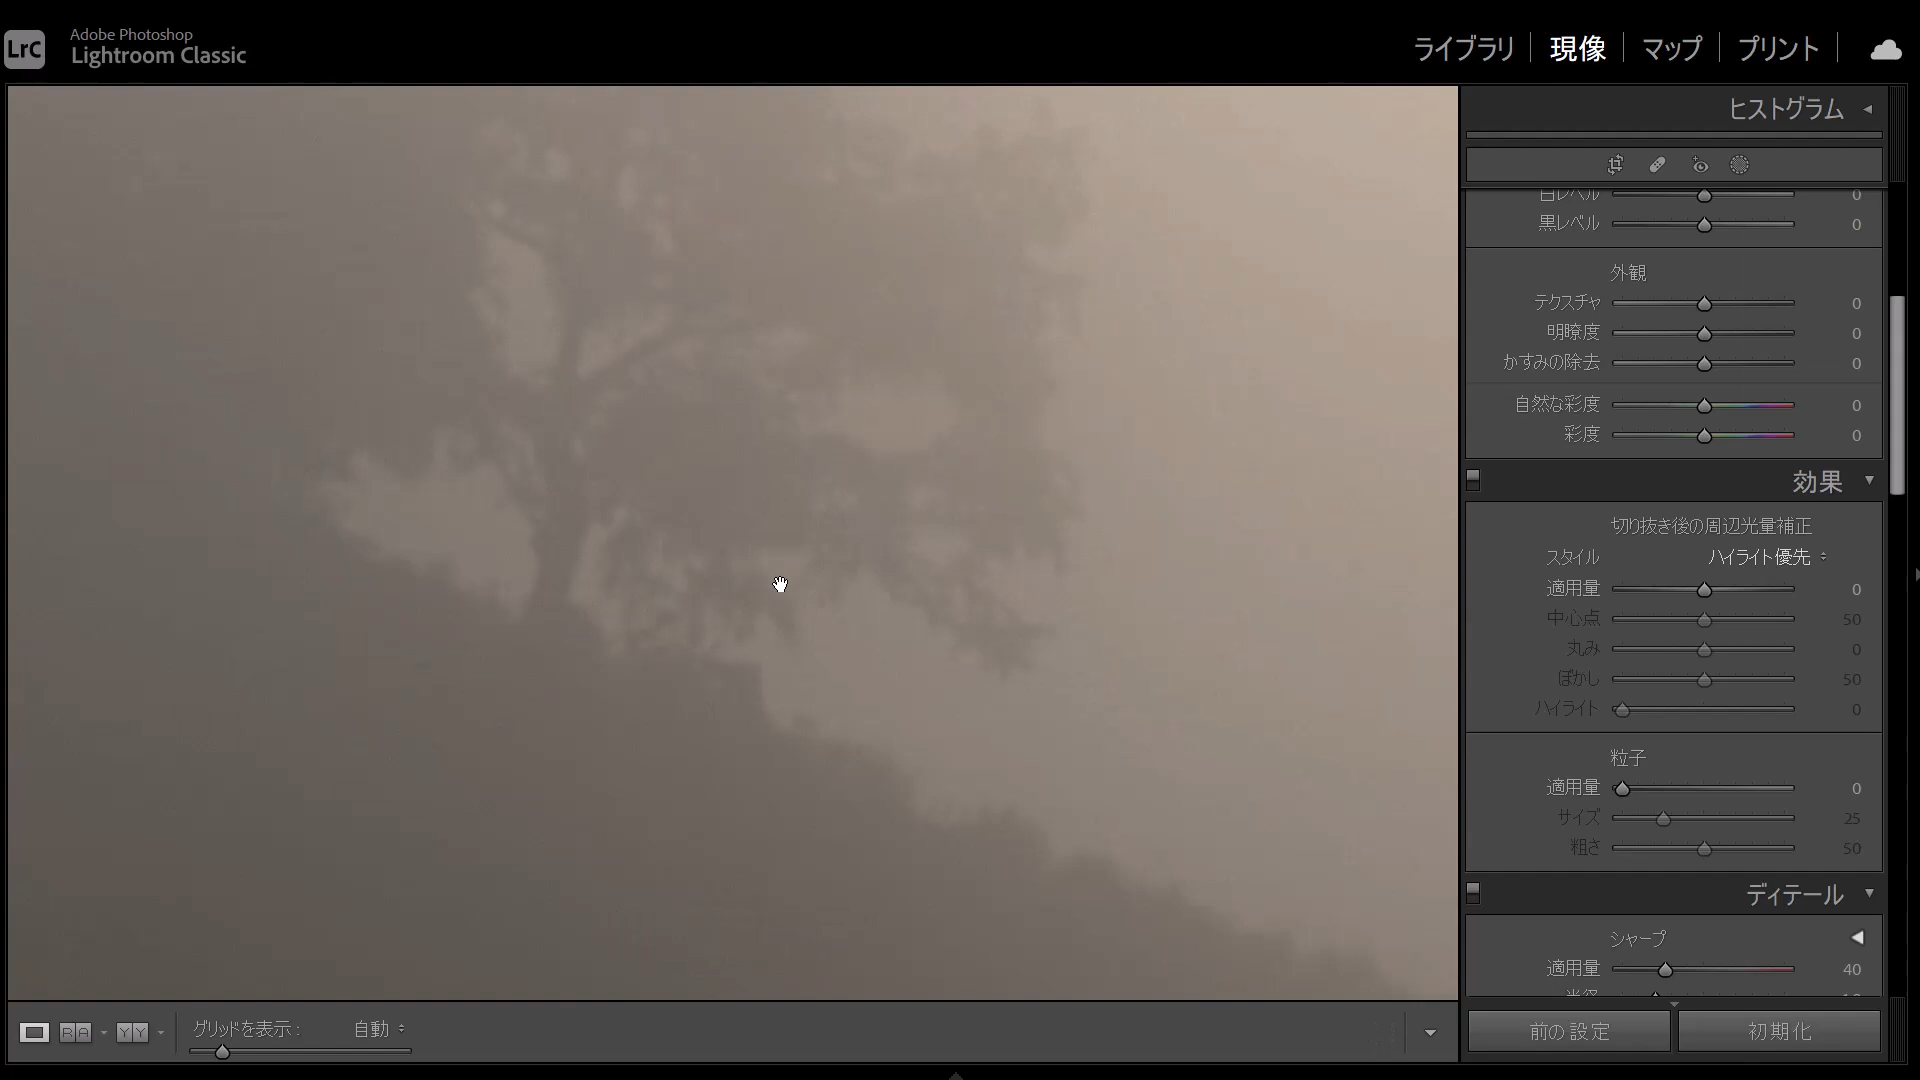 LrC
Adobe Photoshop
Lightroom Classic
ライブラリ
現像
マップ
プリント
ヒストグラム
白レベル 0
黒レベル 0
外観
テクスチャ 0
明瞭度 0
かすみの除去 0
自然な彩度 0
彩度 0
効果
切り抜き後の周辺光量補正
スタイル ハイライト優先
適用量 0
中心点 50
丸み 0
ぼかし 50
ハイライト 0
粒子
適用量 0
サイズ 25
粗さ 50
ディテール
シャープ
適用量 40
RA
YY
グリッドを表示 : 自動
前の設定
初期化